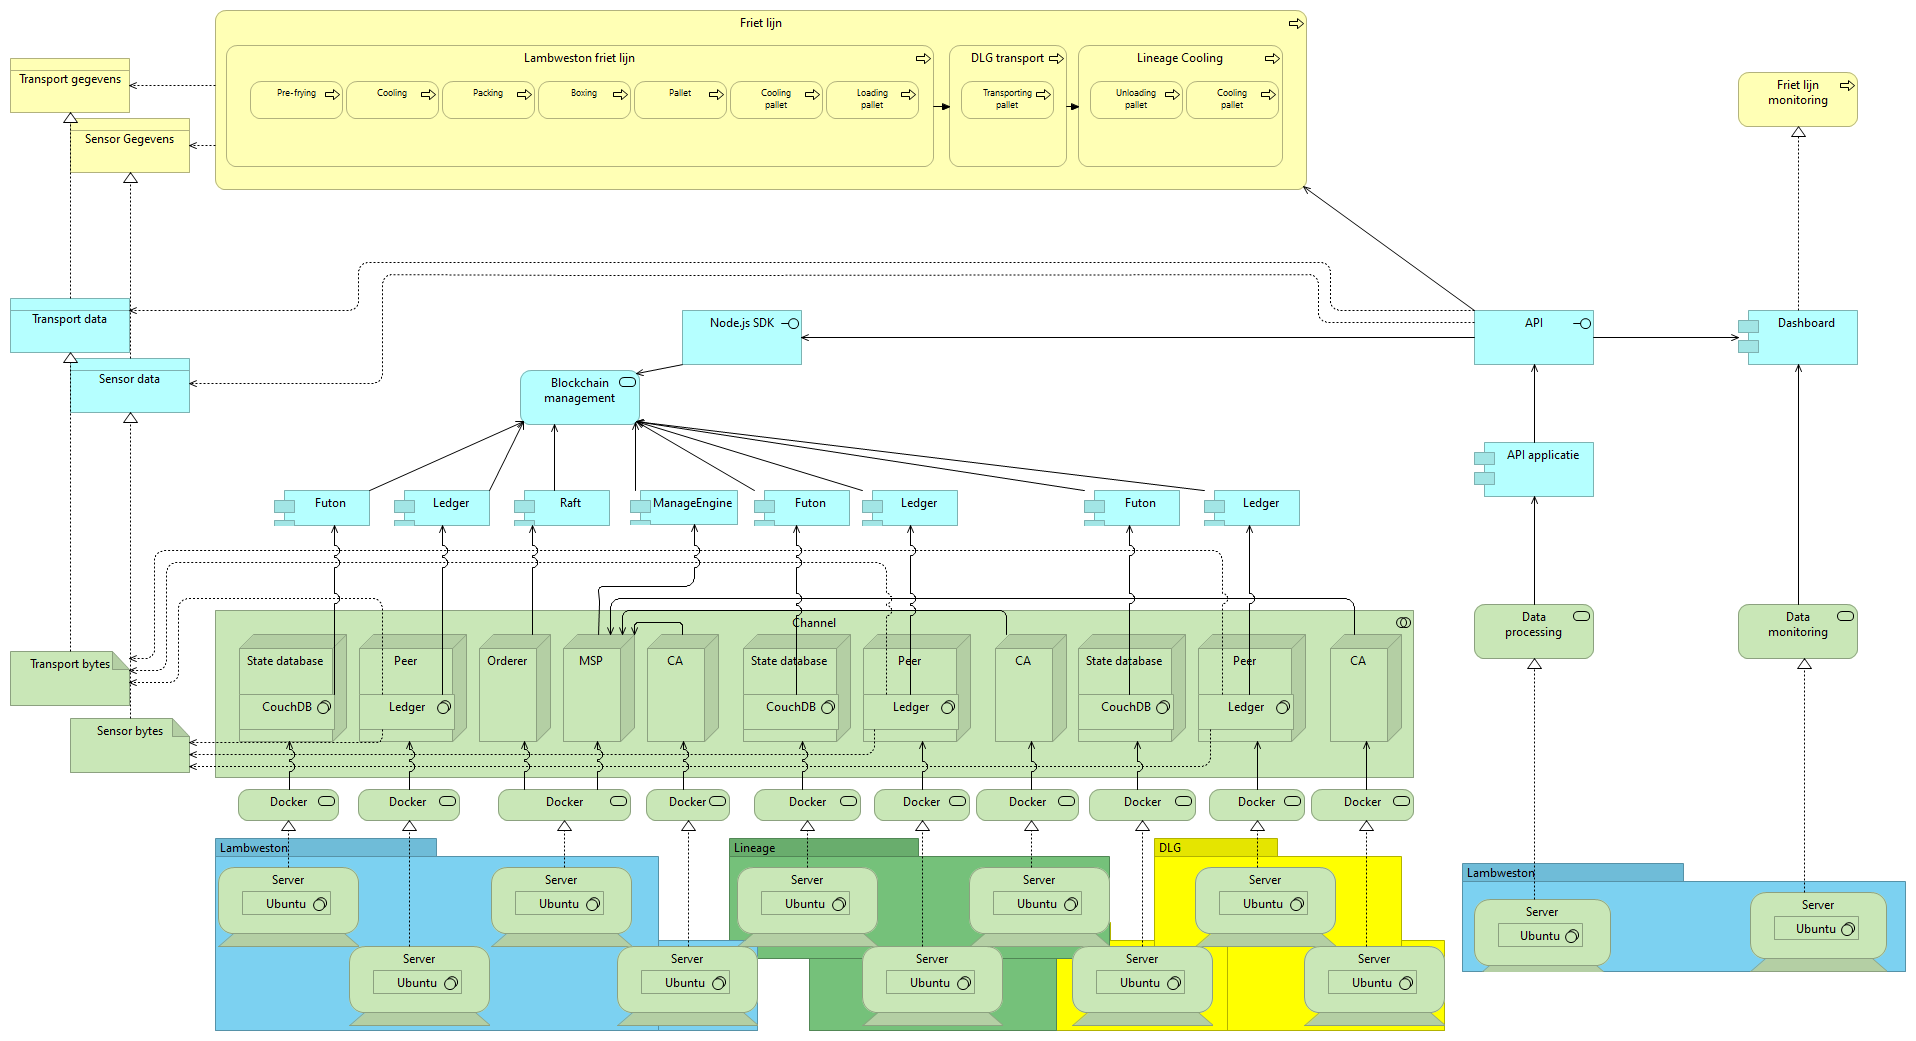 Friet lijn
Lambweston friet lijn
DLG transport
Lineage Cooling
Transport gegevens
Friet lijn
monitoring
Pre-frying
Cooling
Packing
Boxing
Pallet
Cooling
pallet
Loading
pallet
Transporting
pallet
Unloading
pallet
Cooling
pallet
Sensor Gegevens
Transport data
Node.js SDK
API
Dashboard
Sensor data
Blockchain
management
API applicatie
Futon
Ledger
Raft
ManageEngine
Futon
Ledger
Futon
Ledger
Channel
Data
processing
Data
monitoring
Transport bytes
State database
Peer
Orderer
MSP
CA
State database
Peer
CA
State database
Peer
CA
CouchDB
Ledger
CouchDB
Ledger
CouchDB
Ledger
Sensor bytes
Docker
Docker
Docker
Docker
Docker
Docker
Docker
Docker
Docker
Docker
Lambweston
Lineage
DLG
Lambweston
Server
Ubuntu
Server
Ubuntu
Server
Ubuntu
Server
Ubuntu
Server
Ubuntu
Server
Ubuntu
Server
Ubuntu
Server
Ubuntu
Server
Ubuntu
Server
Ubuntu
Server
Ubuntu
Server
Ubuntu